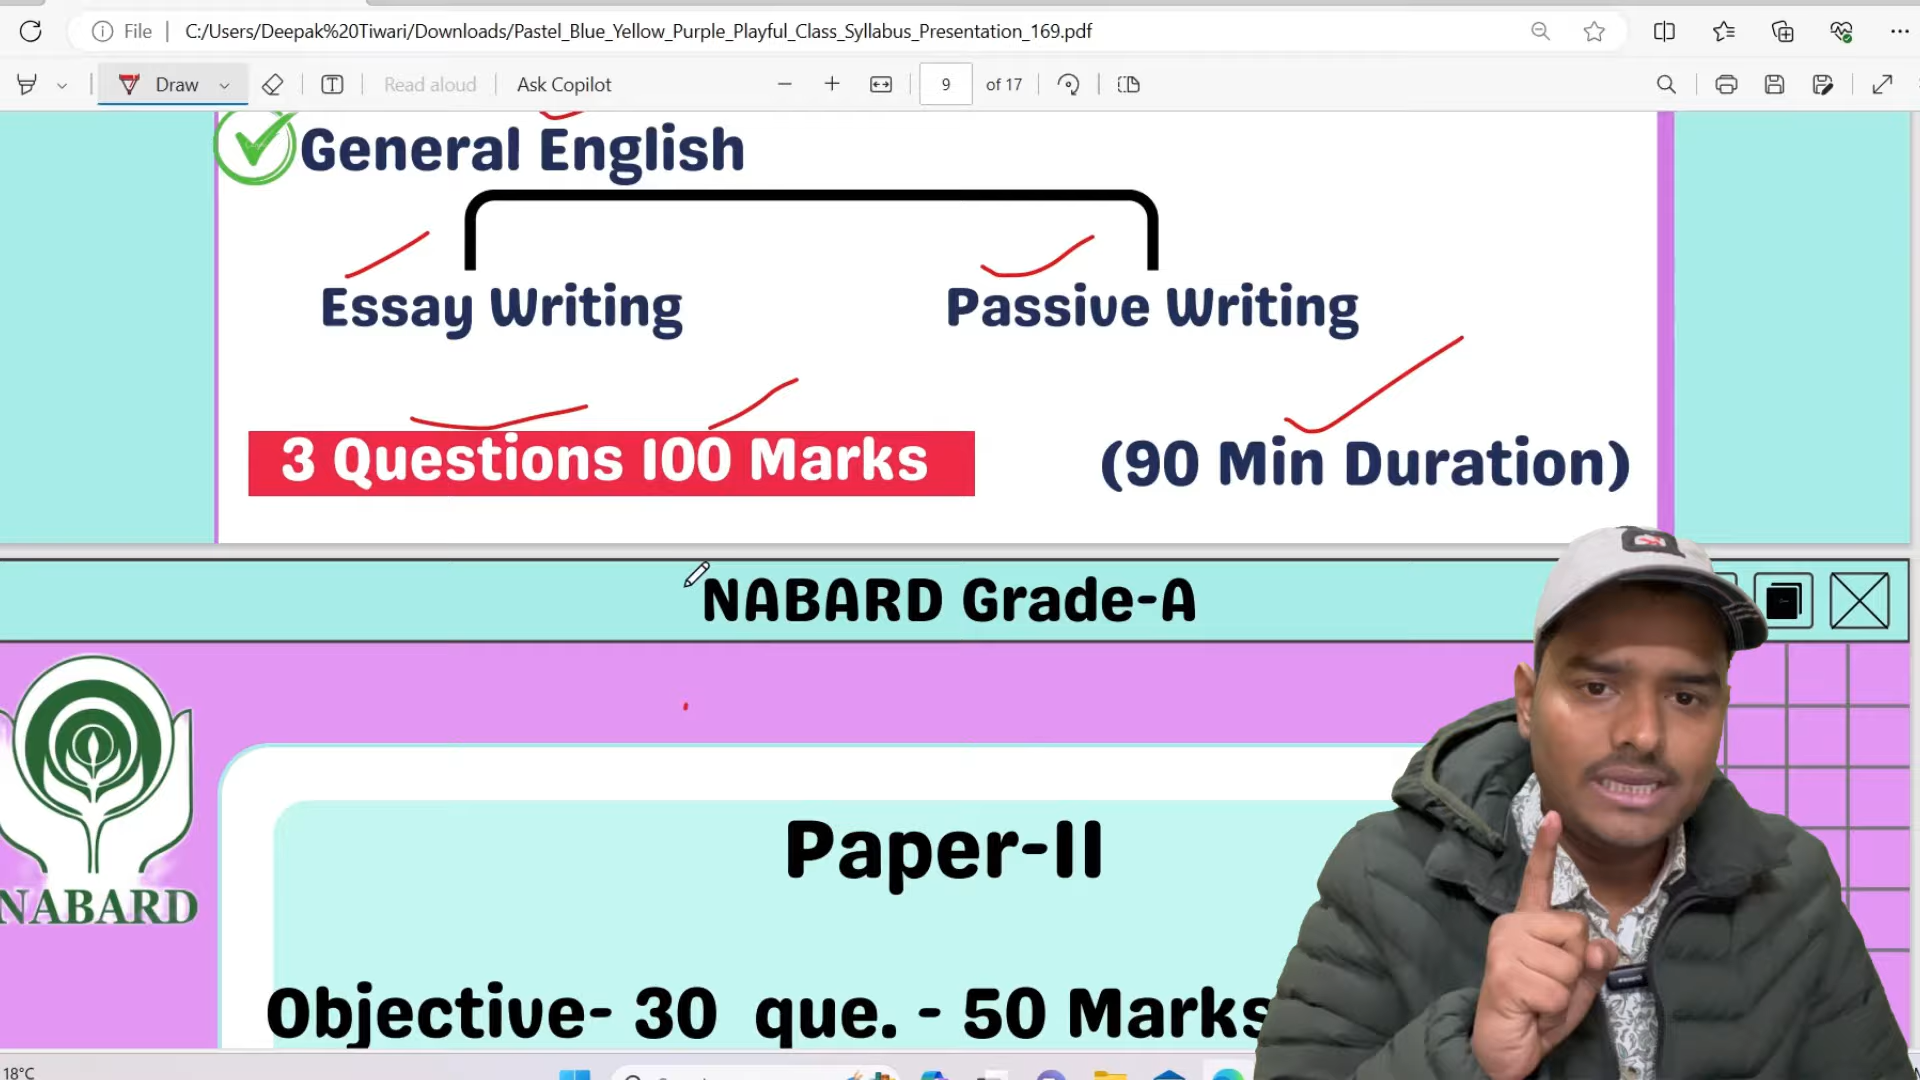 File
C:/Users/Deepak%20Tiwari/Downloads/Pastel_Blue_Yellow_Purple_Playful_Class_Syllabus_Presentation_169.pdf
Draw
Read aloud
Ask Copilot
9 of 17
General English
Essay Writing
Passive Writing
3 Questions 100 Marks
(90 Min Duration)
NABARD Grade-A
NABARD
Paper-II
Objective- 30 que. - 50 Marks
18°C